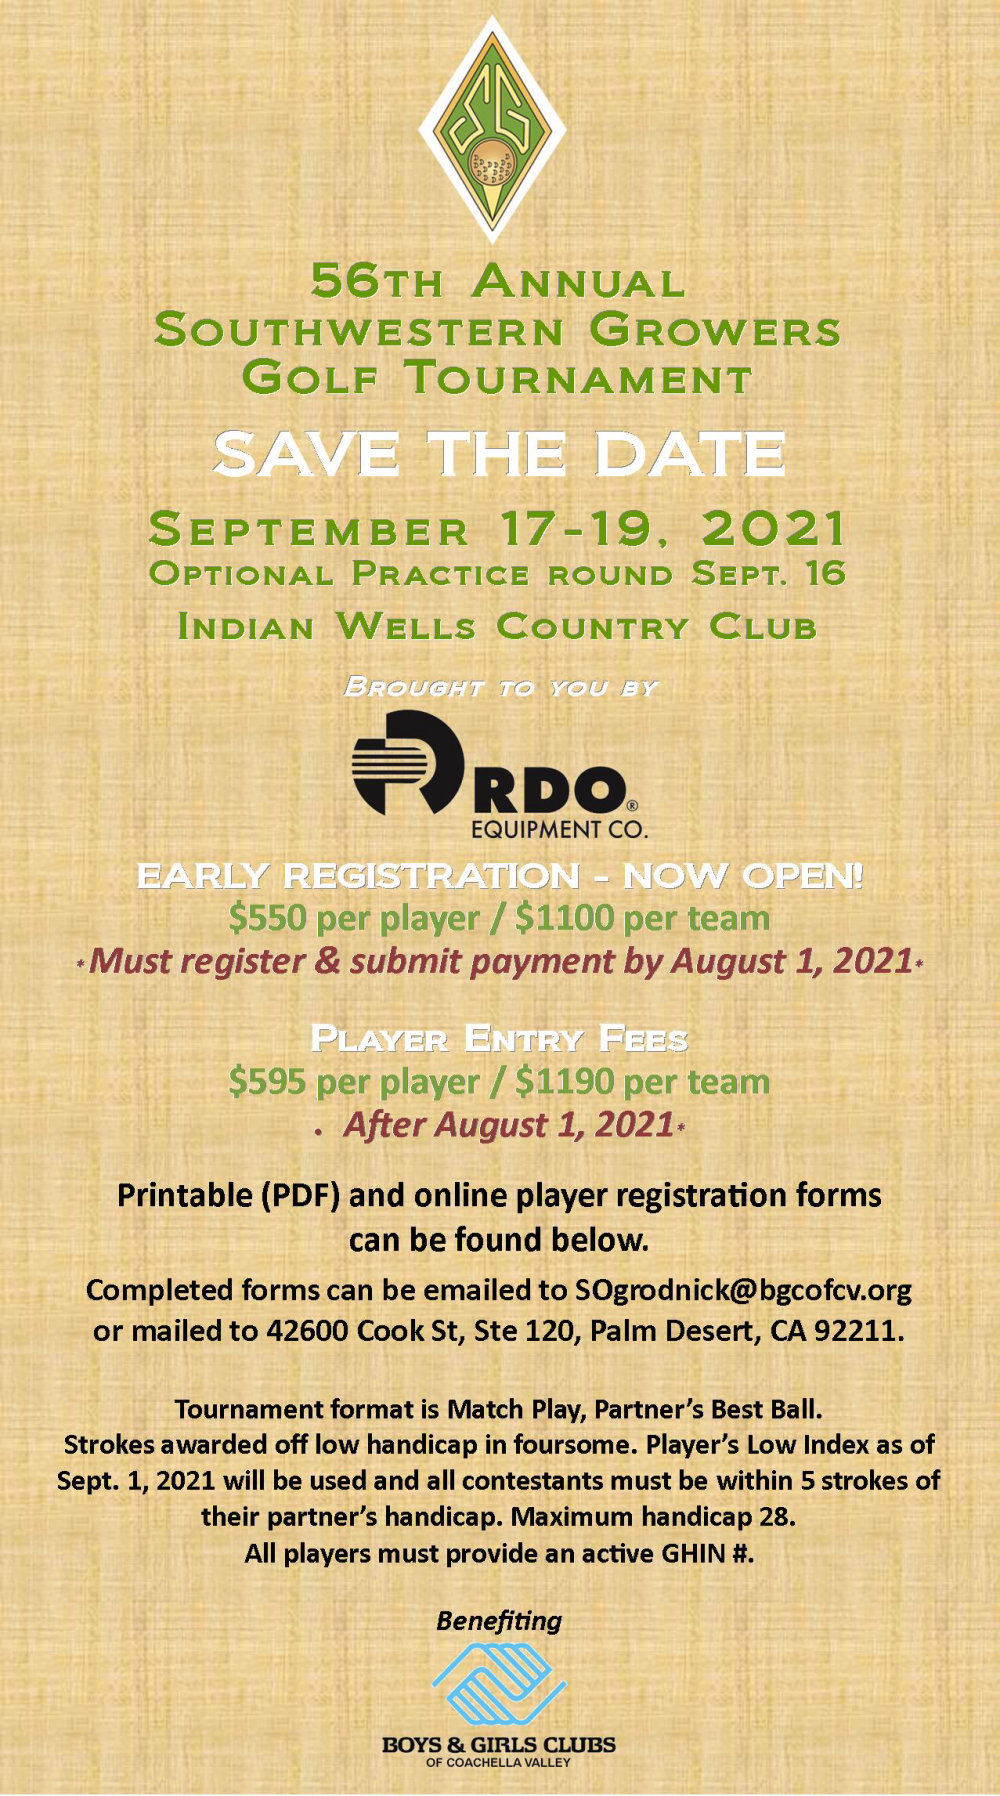 SG
56th Annual
Southwestern Growers
Golf Tournament
SAVE THE DATE
September 17-19, 2021
Optional Practice round Sept. 16
Indian Wells Country Club
Brought to you by
RDO®
EQUIPMENT CO.
EARLY REGISTRATION - NOW OPEN!
$550 per player / $1100 per team
*Must register & submit payment by August 1, 2021*
Player Entry Fees
$595 per player / $1190 per team
. After August 1, 2021*
Printable (PDF) and online player registration forms
can be found below.
Completed forms can be emailed to SOgrodnick@bgcofcv.org
or mailed to 42600 Cook St, Ste 120, Palm Desert, CA 92211.
Tournament format is Match Play, Partner’s Best Ball.
Strokes awarded off low handicap in foursome. Player’s Low Index as of
Sept. 1, 2021 will be used and all contestants must be within 5 strokes of
their partner’s handicap. Maximum handicap 28.
All players must provide an active GHIN #.
Benefiting
BOYS & GIRLS CLUBS
OF COACHELLA VALLEY